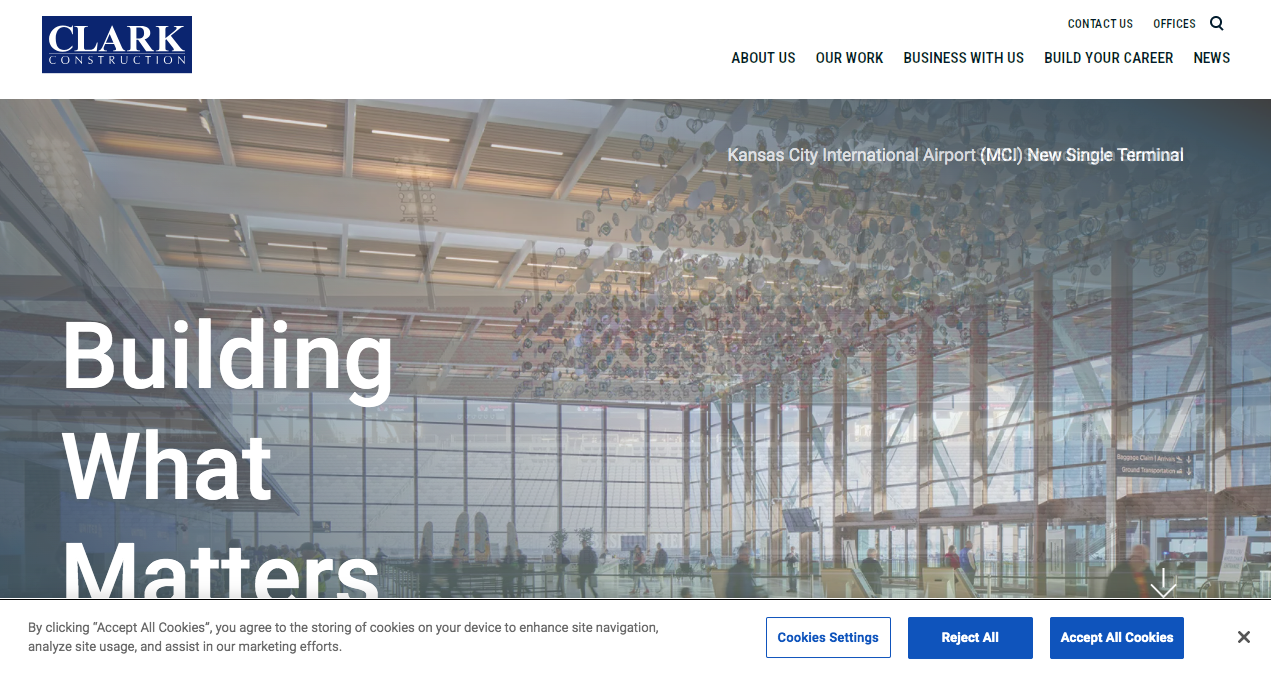 CLARK
CONSTRUCTION
CONTACT US
OFFICES
ABOUT US
OUR WORK
BUSINESS WITH US
BUILD YOUR CAREER
NEWS
Kansas City International Airport (MCI) New Single Terminal
Building
What
Matters
Baggage Claim | Arrivals
Ground Transportation
By clicking “Accept All Cookies”, you agree to the storing of cookies on your device to enhance site navigation,
analyze site usage, and assist in our marketing efforts.
Cookies Settings
Reject All
Accept All Cookies